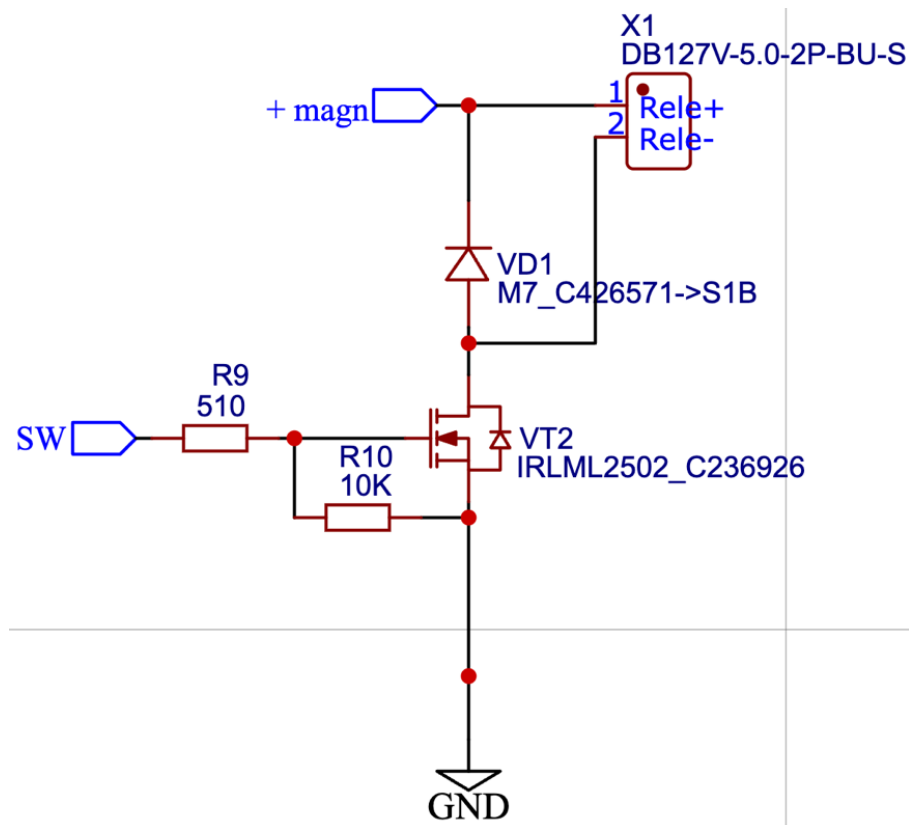 X1
DB127V-5.0-2P-BU-S
+ magn
1
Rele+
2
Rele-
VD1
M7_C426571->S1B
R9
510
SW
R10
10K
VT2
IRLML2502_C236926
GND